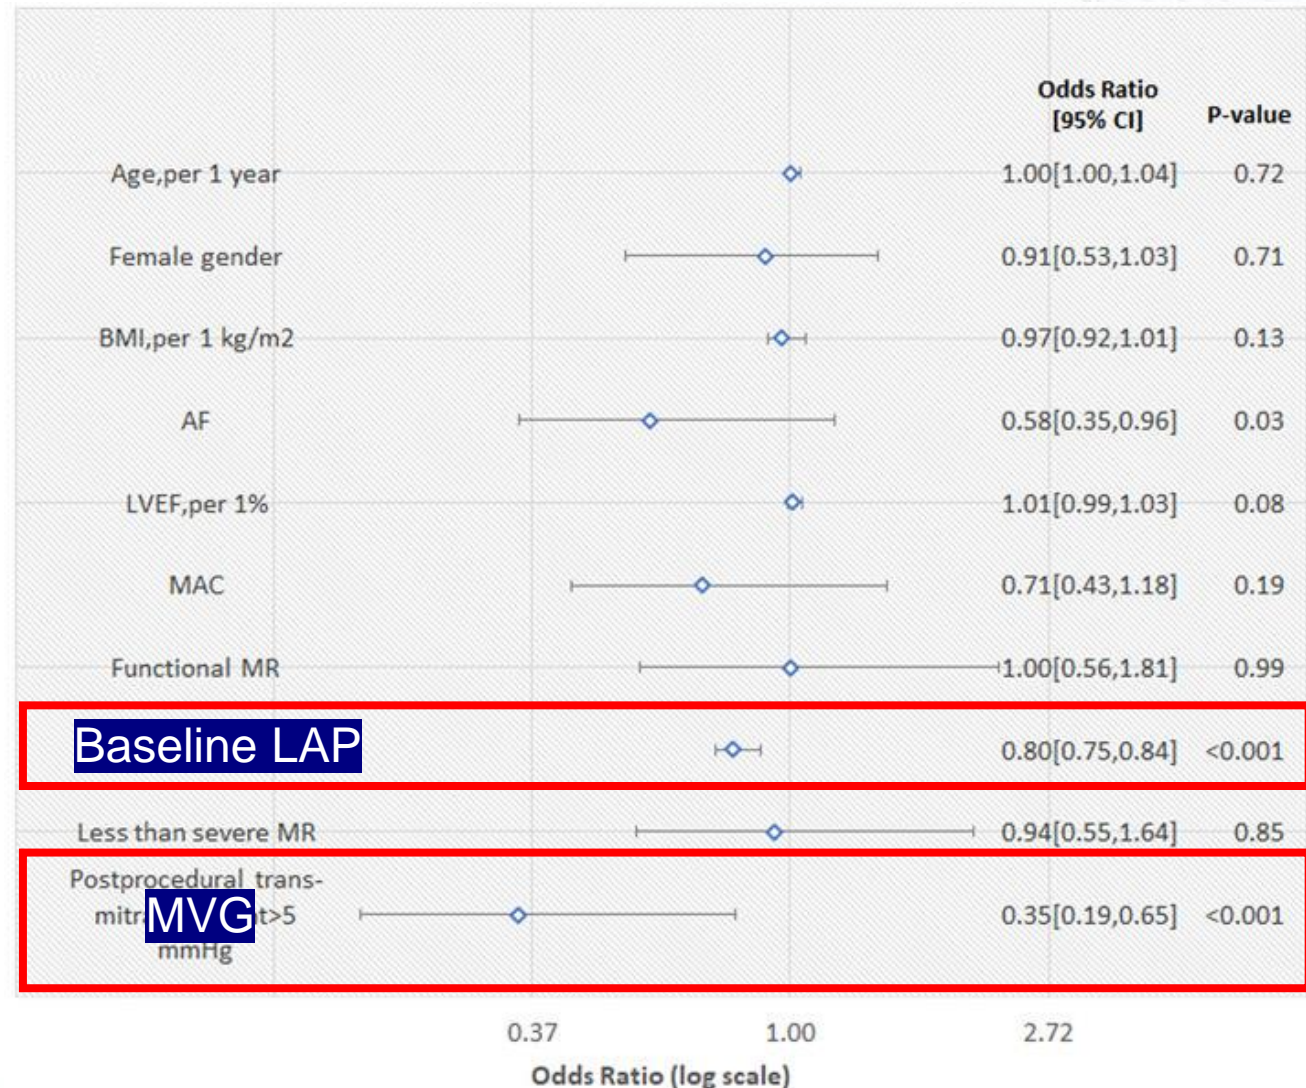 Odds Ratio
[95% CI] P-value
Age,per 1 year 1.00[1.00,1.04] 0.72
Female gender 0.91[0.53,1.03] 0.71
BMI,per 1 kg/m2 0.97[0.92,1.01] 0.13
AF 0.58[0.35,0.96] 0.03
LVEF,per 1% 1.01[0.99,1.03] 0.08
MAC 0.71[0.43,1.18] 0.19
Functional MR 1.00[0.56,1.81] 0.99
Baseline LAP 0.80[0.75,0.84] <0.001
Less than severe MR 0.94[0.55,1.64] 0.85
Postprocedural trans-
MVG t>5 0.35[0.19,0.65] <0.001
mmHg
0.37 1.00 2.72
Odds Ratio (log scale)